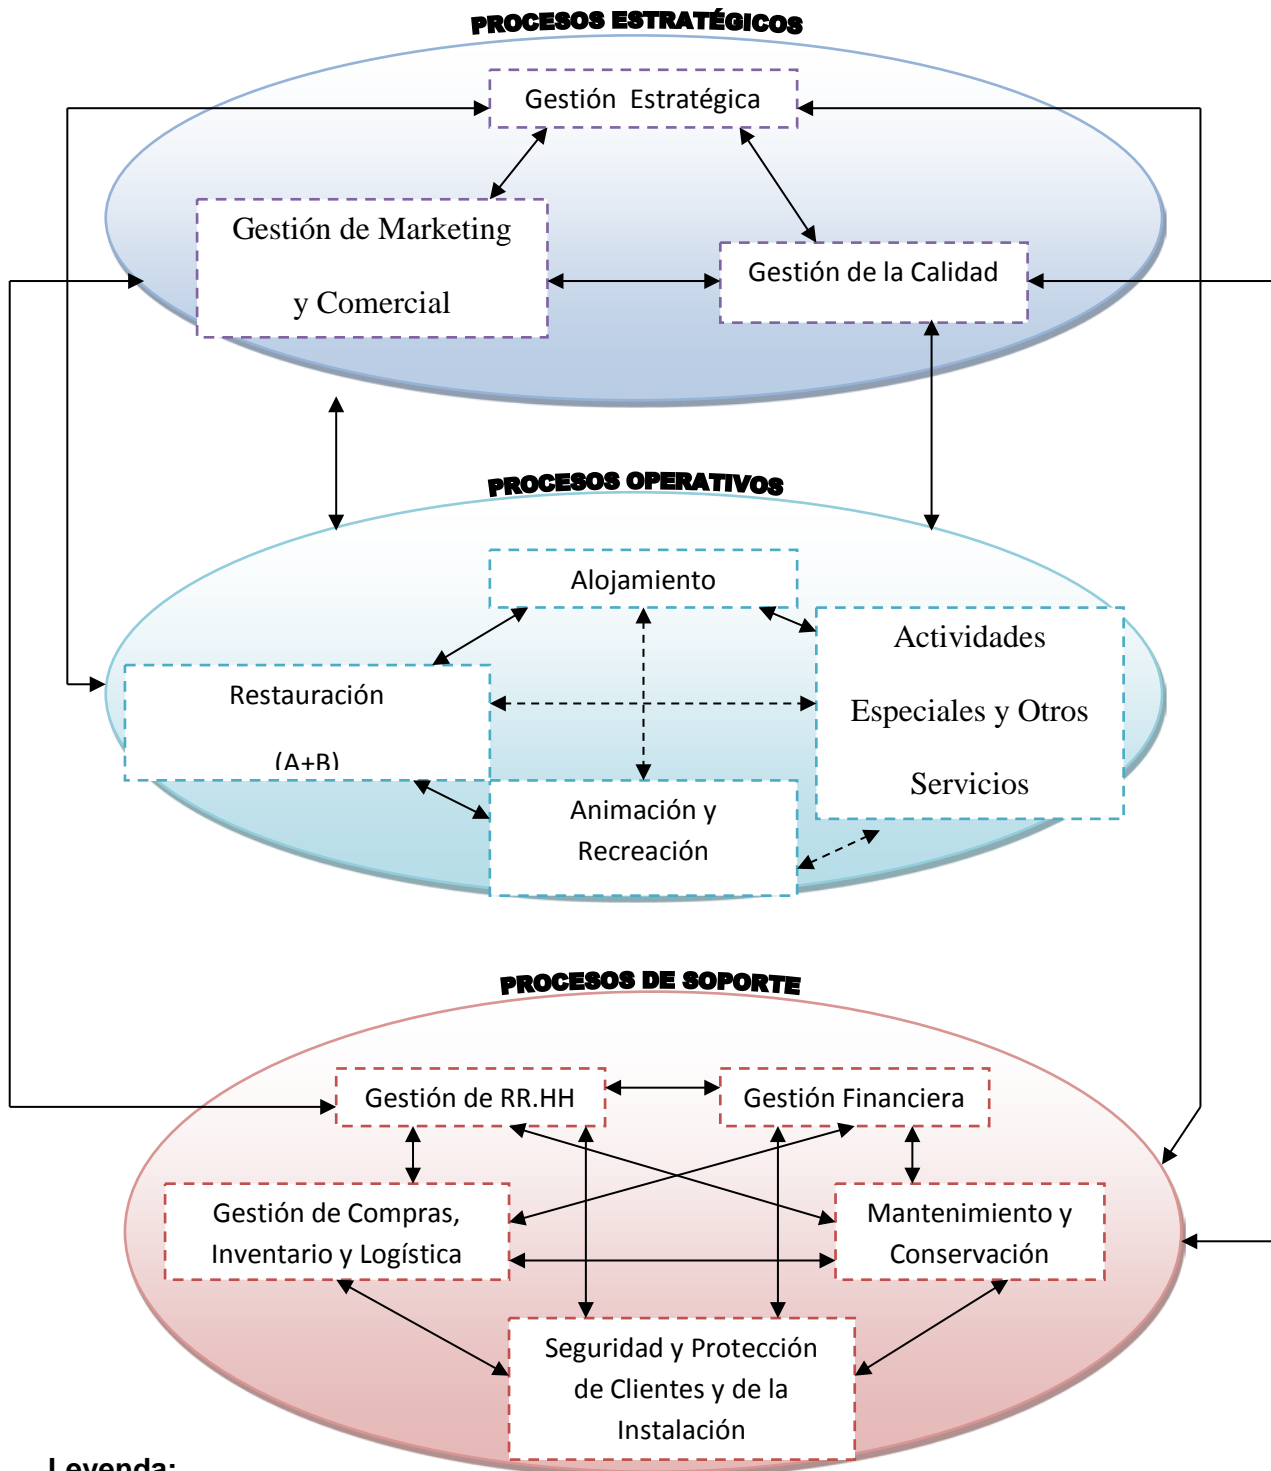 PROCESOS ESTRATÉGICOS
Gestión Estratégica
Gestión de Marketing
y Comercial
Gestión de la Calidad
PROCESOS OPERATIVOS
Alojamiento
Actividades
Especiales y Otros
Servicios
Restauración
(A+B)
Animación y
Recreación
PROCESOS DE SOPORTE
Gestión de RR.HH
Gestión Financiera
Gestión de Compras,
Inventario y Logística
Mantenimiento y
Conservación
Seguridad y Protección
de Clientes y de la
Instalación
Leyenda: